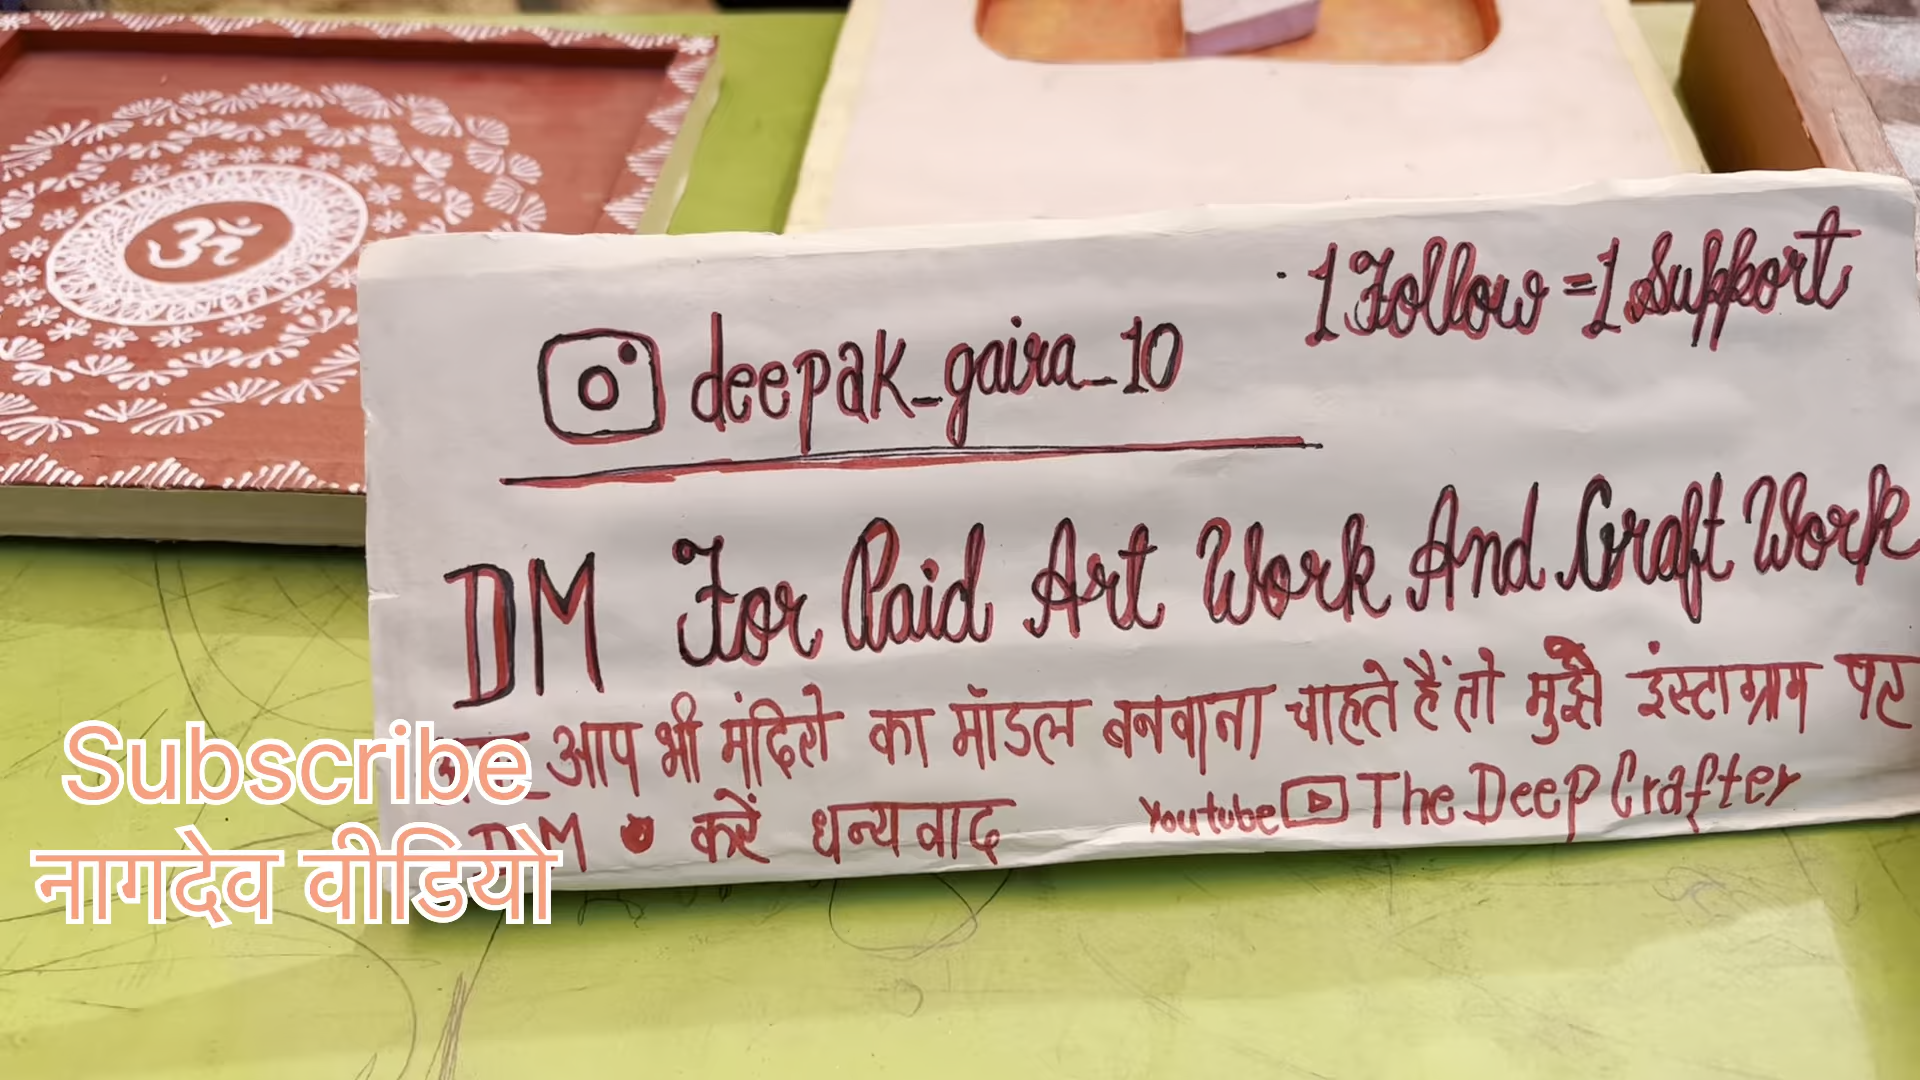 ॐ
1 Follow = 1 Support
deepak_gaira_10
DM For Paid Art Work And Craft Work
आप भी मंदिरो का मॉडल बनवाना चाहते हैं तो मुझे इंस्टाग्राम पर
DM करें धन्यवाद
Youtube The Deep Crafter
Subscribe
नागदेव वीडियो